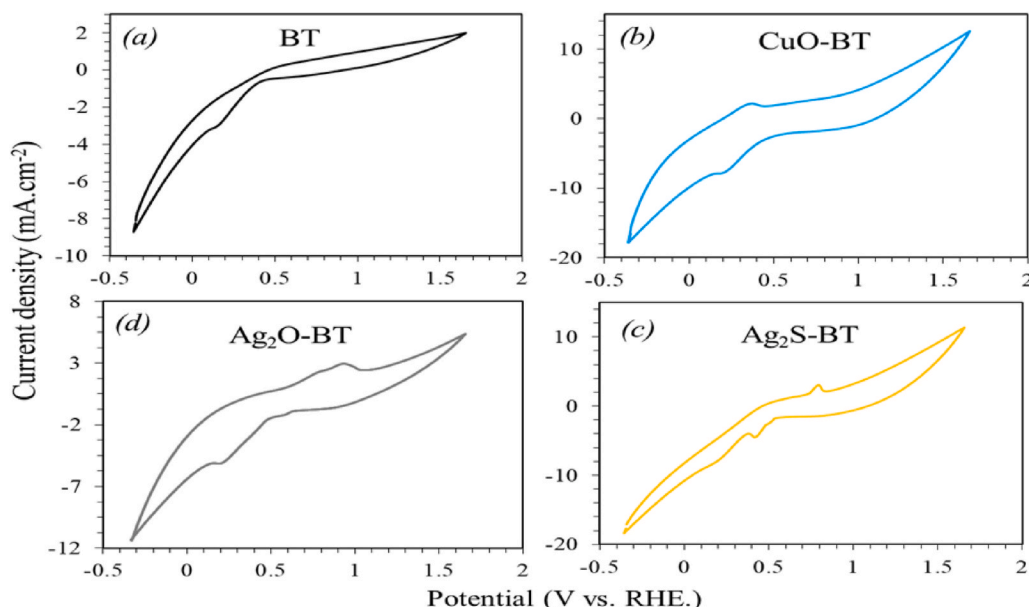 (a) BT
2
0
-2
-4
-6
-8
-10
-0.5 0 0.5 1 1.5 2
(b) CuO-BT
10
0
-10
-20
-0.5 0 0.5 1 1.5 2
(d)
Ag₂O-BT
8
3
-2
-7
-12
-0.5 0 0.5 1 1.5 2
(c)
Ag₂S-BT
10
0
-10
-20
-0.5 0 0.5 1 1.5 2
Current density (mA.cm⁻²)
Potential (V vs. RHE.)